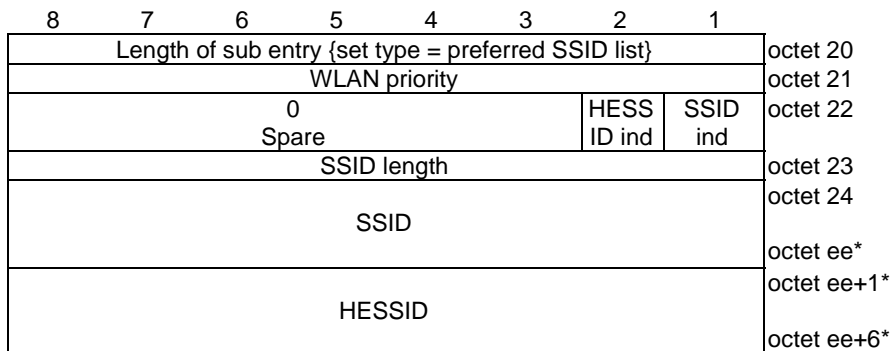 8 7 6 5 4 3 2 1
Length of sub entry {set type = preferred SSID list} octet 20
WLAN priority octet 21
0 HESS SSID octet 22
Spare ID ind ind
SSID length octet 23
octet 24
SSID
octet ee*
octet ee+1*
HESSID
octet ee+6*